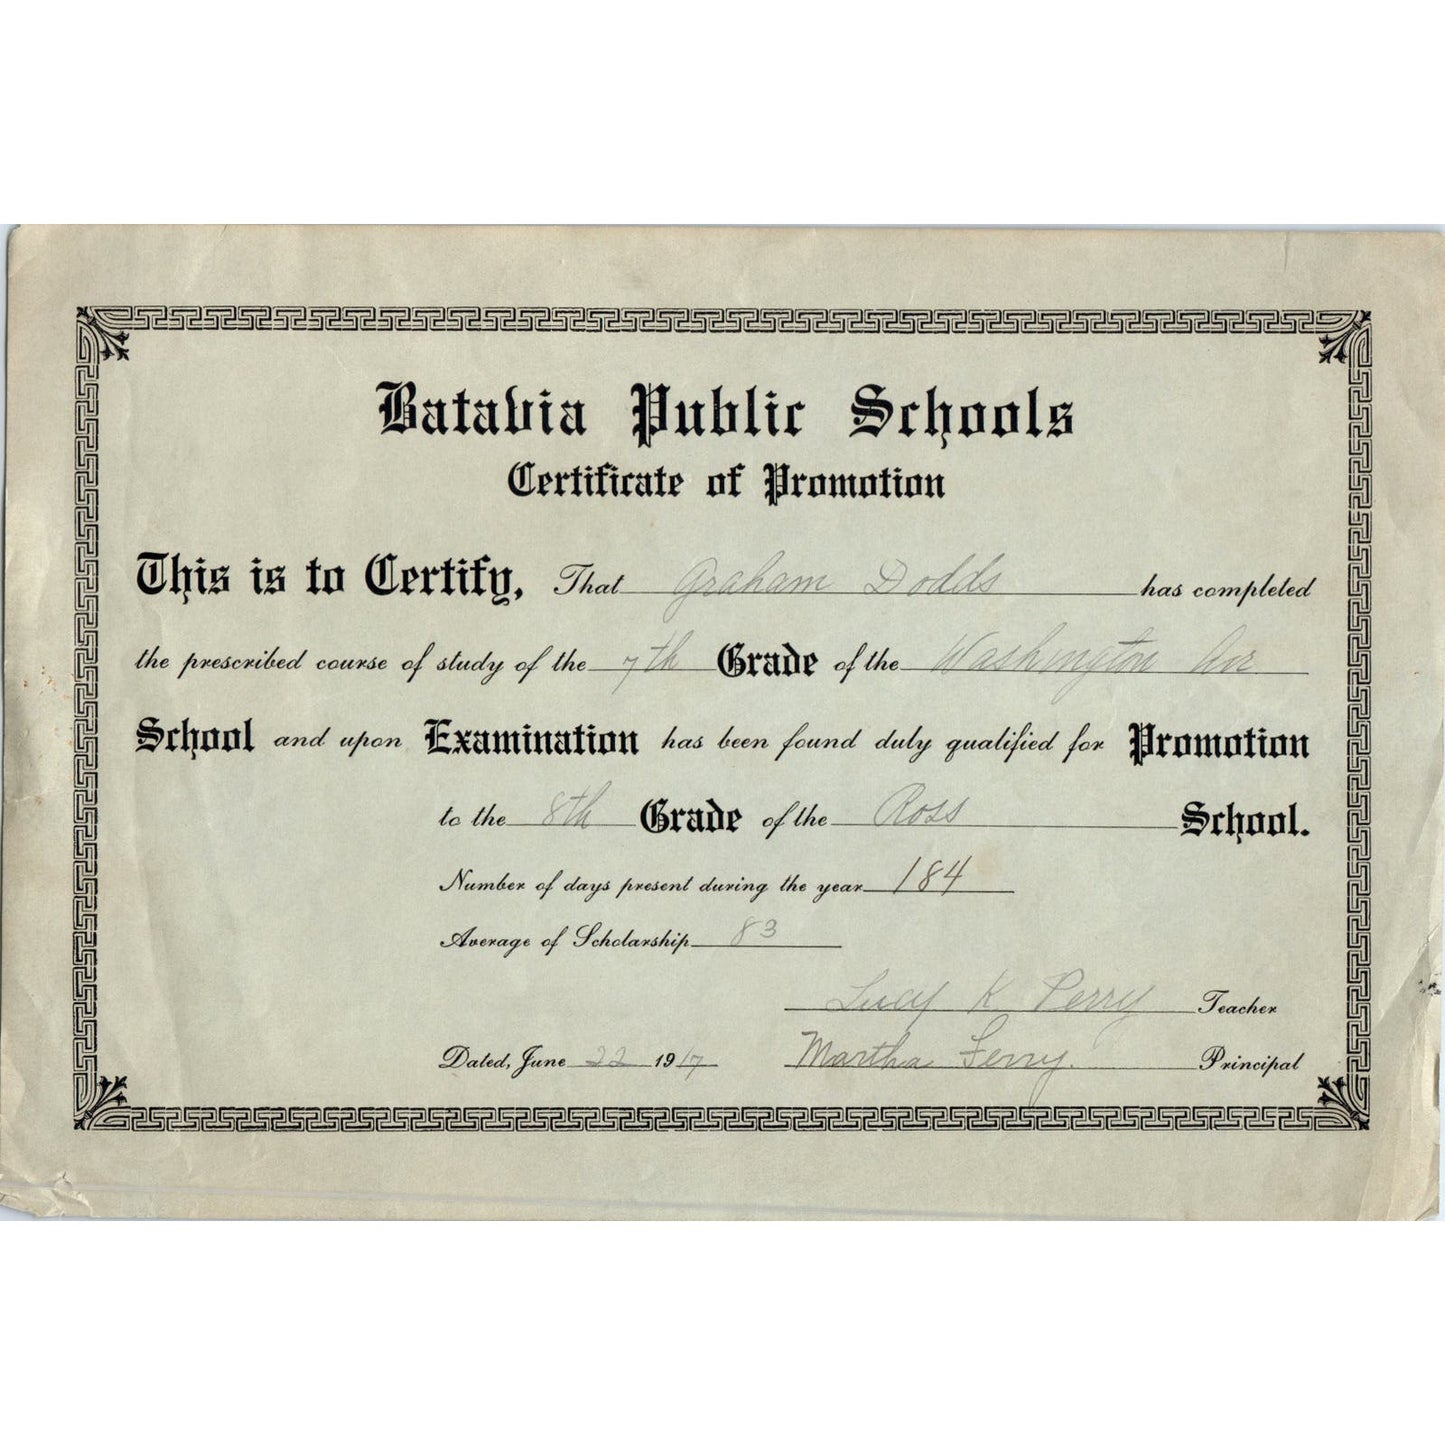 Batavia Public Schools
Certificate of Promotion
This is to Certify, That Graham Dodds has completed
the prescribed course of study of the 7th Grade of the Washington Ave
School and upon Examination has been found duly qualified for Promotion
to the 8th Grade of the Ross School.
Number of days present during the year 184
Average of Scholarship 83
Lucy K Perry Teacher
Dated, June 22 1917 Martha Ferry. Principal